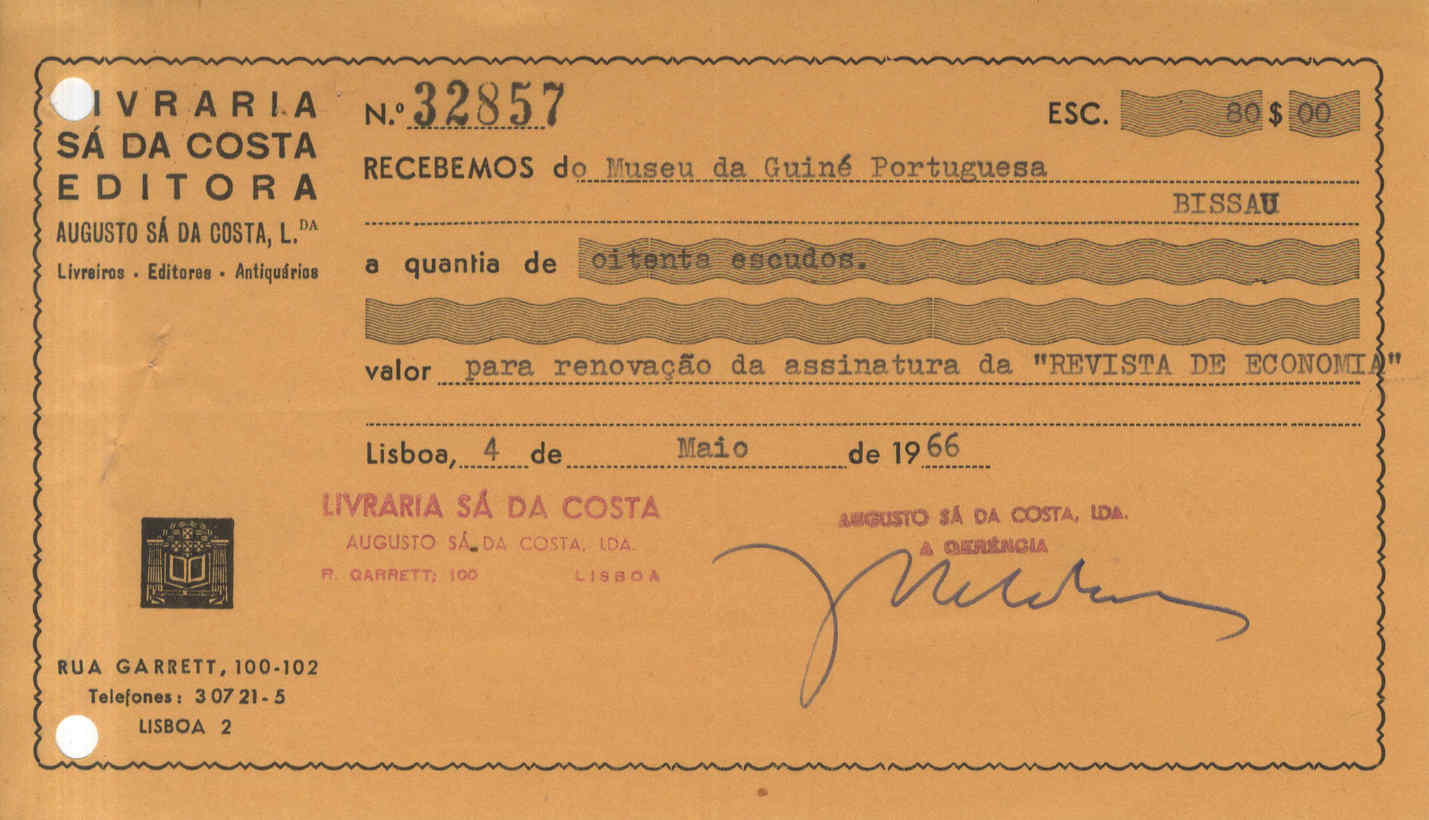 LIVRARIA
SÁ DA COSTA
EDITORA
AUGUSTO SÁ DA COSTA, L.DA
Livreiros - Editores - Antiquários
N.º 32857
ESC. 80$00
RECEBEMOS do Museu da Guiné Portuguesa
BISSAU
a quantia de oitenta escudos.
valor para renovação da assinatura da "REVISTA DE ECONOMIA"
Lisboa, 4 de Maio de 1966
LIVRARIA SÁ DA COSTA
AUGUSTO SÁ DA COSTA, LDA.
R. GARRETT, 100 LISBOA
AUGUSTO SÁ DA COSTA, LDA.
A GERÊNCIA
RUA GARRETT, 100-102
Telefones: 3 07 21-5
LISBOA 2